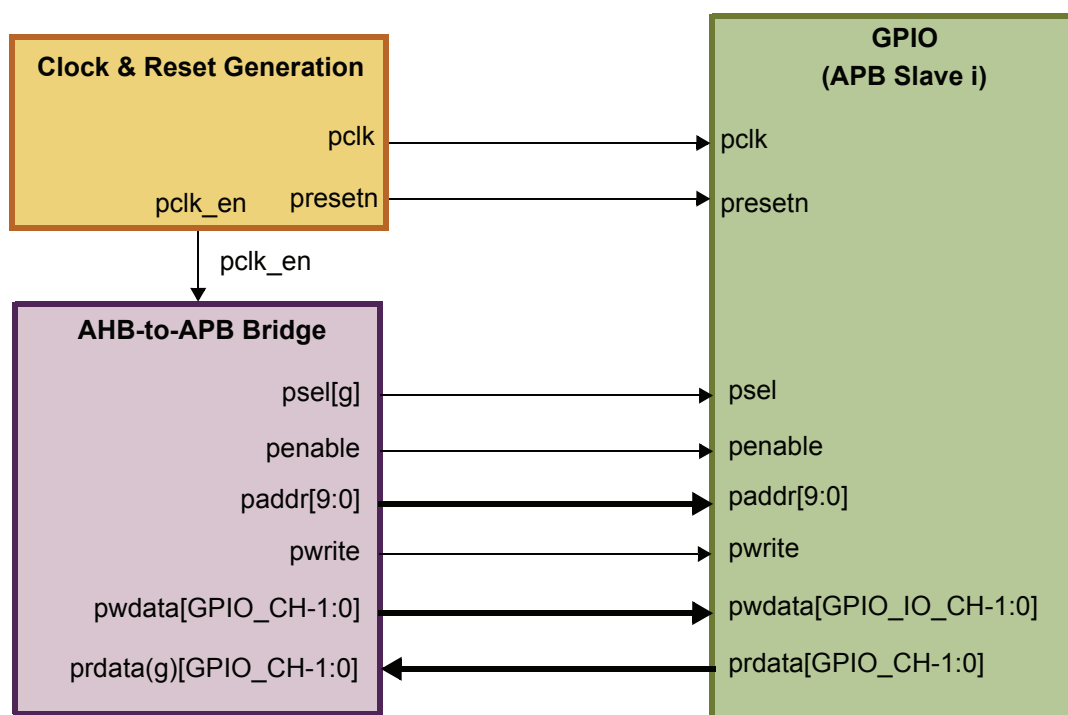 Clock & Reset Generation
pclk
presetn
pclk_en
pclk_en
AHB-to-APB Bridge
psel[g]
penable
paddr[9:0]
pwrite
pwdata[GPIO_CH-1:0]
prdata(g)[GPIO_CH-1:0]
GPIO
(APB Slave i)
pclk
presetn
psel
penable
paddr[9:0]
pwrite
pwdata[GPIO_IO_CH-1:0]
prdata[GPIO_CH-1:0]